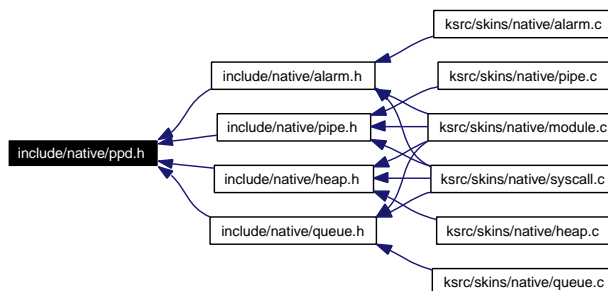 ksrc/skins/native/alarm.c
include/native/alarm.h
ksrc/skins/native/pipe.c
include/native/pipe.h
ksrc/skins/native/module.c
include/native/ppd.h
include/native/heap.h
ksrc/skins/native/syscall.c
include/native/queue.h
ksrc/skins/native/heap.c
ksrc/skins/native/queue.c